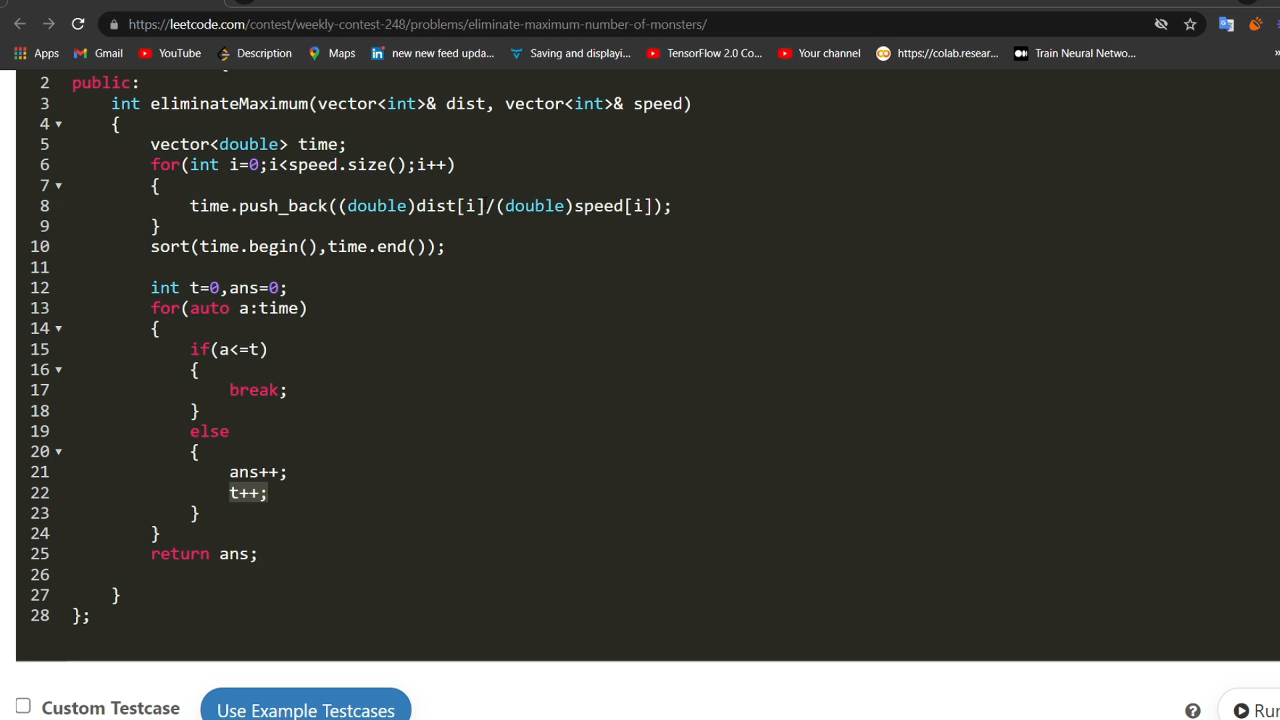 https://leetcode.com/contest/weekly-contest-248/problems/eliminate-maximum-number-of-monsters/
Apps Gmail YouTube Description Maps new new feed upda... Saving and displayi... TensorFlow 2.0 Co... Your channel https://colab.resear... Train Neural Netwo... »
2 public:
3 int eliminateMaximum(vector<int>& dist, vector<int>& speed)
4 {
5 vector<double> time;
6 for(int i=0;i<speed.size();i++)
7 {
8 time.push_back((double)dist[i]/(double)speed[i]);
9 }
10 sort(time.begin(),time.end());
11
12 int t=0,ans=0;
13 for(auto a:time)
14 {
15 if(a<=t)
16 {
17 break;
18 }
19 else
20 {
21 ans++;
22 t++;
23 }
24 }
25 return ans;
26
27 }
28 };
Custom Testcase Use Example Testcases Run